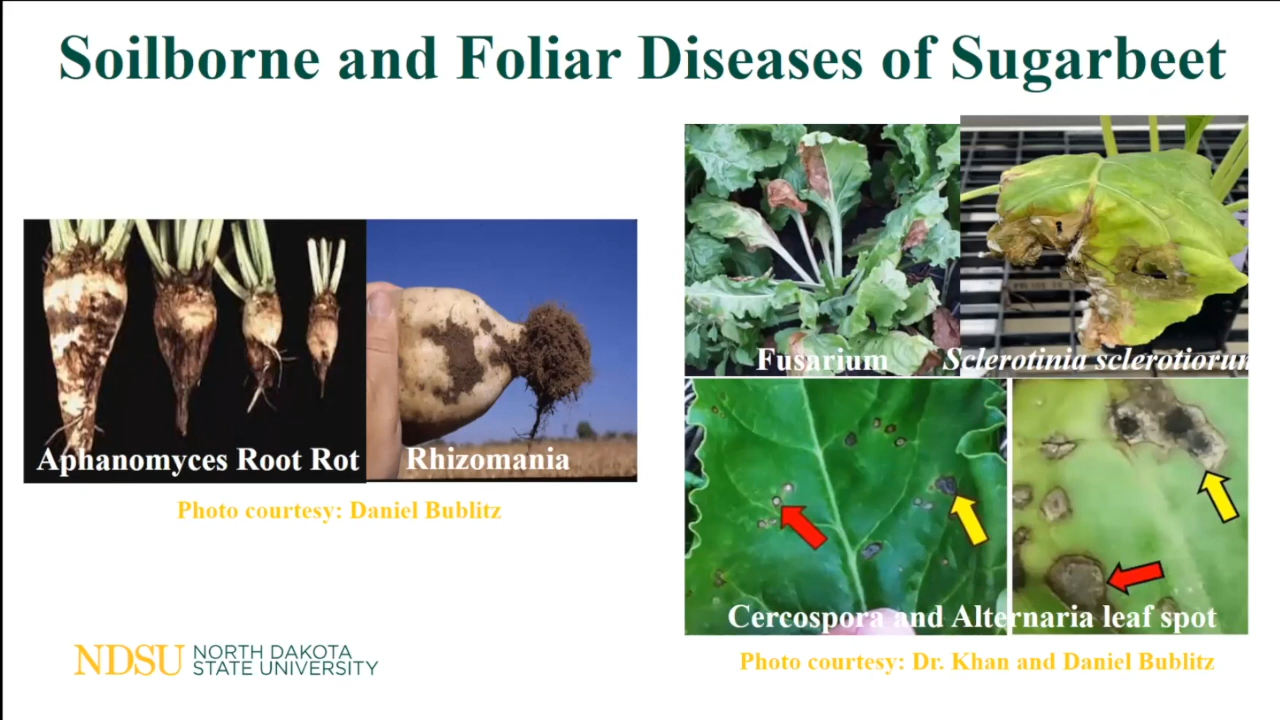 Soilborne and Foliar Diseases of Sugarbeet
Aphanomyces Root Rot
Rhizomania
Photo courtesy: Daniel Bublitz
Fusarium
Sclerotinia sclerotiorum
Cercospora and Alternaria leaf spot
Photo courtesy: Dr. Khan and Daniel Bublitz
NDSU
NORTH DAKOTA
STATE UNIVERSITY